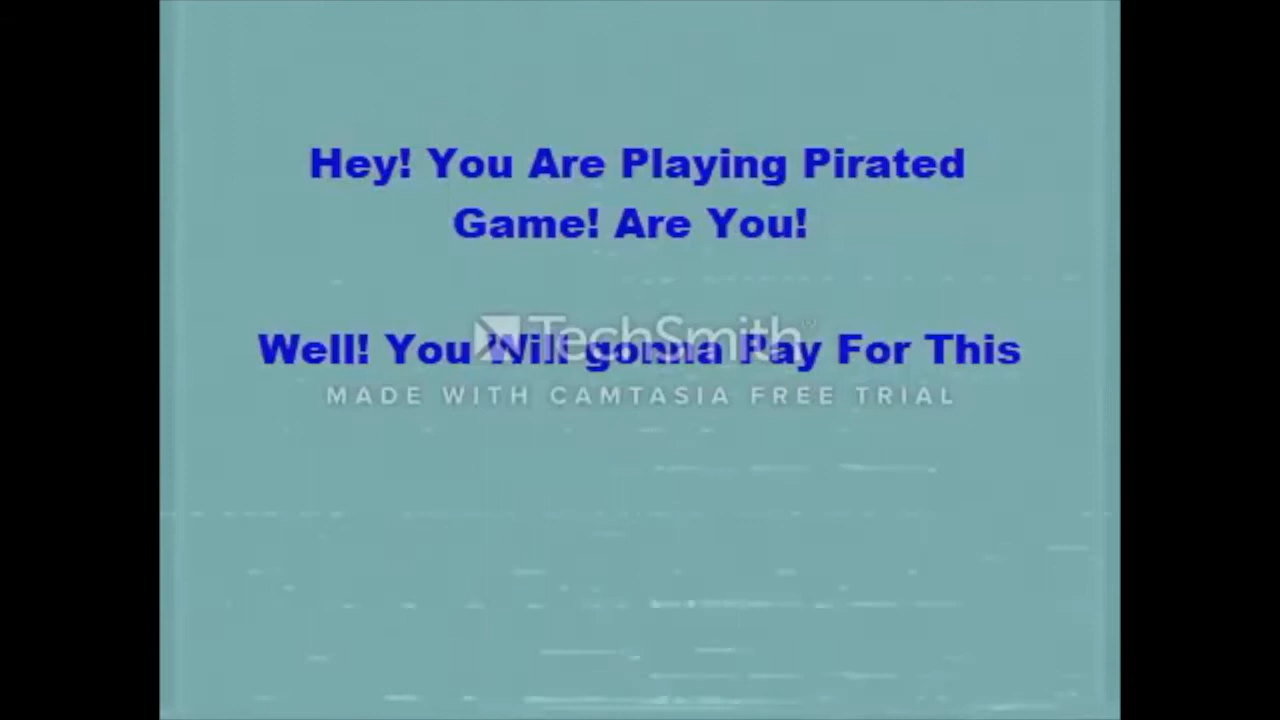 Hey! You Are Playing Pirated
Game! Are You!
Well! You Will gonna Pay For This
TechSmith
MADE WITH CAMTASIA FREE TRIAL